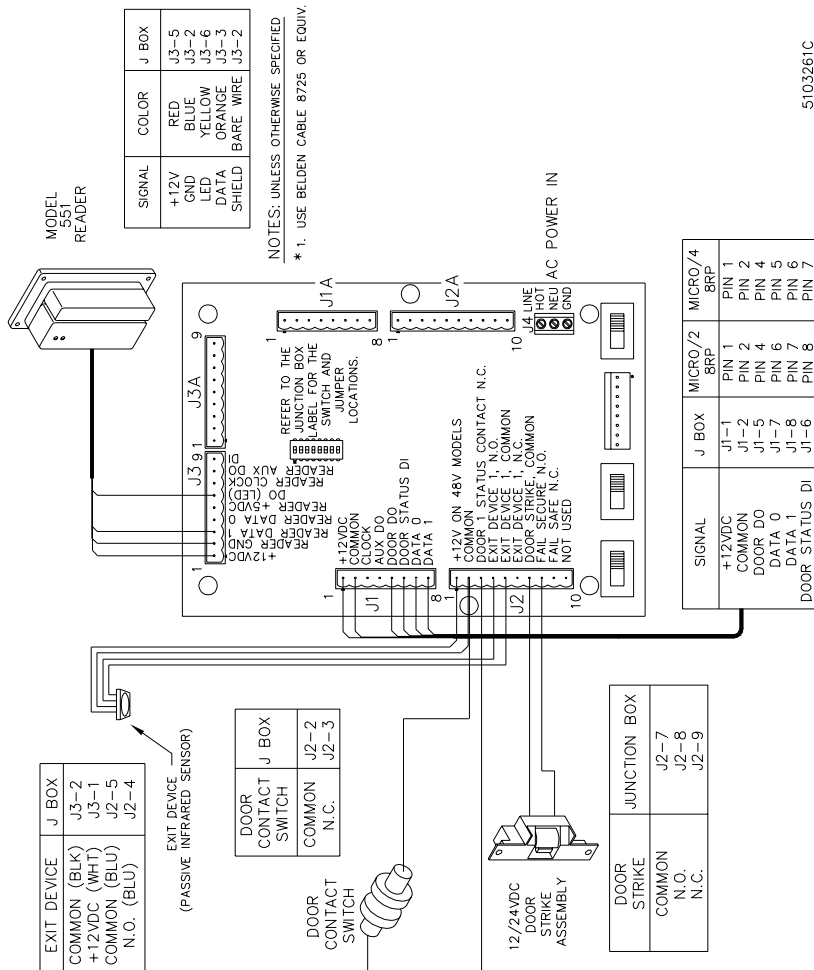 MODEL
551
READER
SIGNAL COLOR J BOX
+12V RED J3-5
GND BLUE J3-2
LED YELLOW J3-6
DATA ORANGE J3-3
SHIELD BARE WIRE J3-2
NOTES: UNLESS OTHERWISE SPECIFIED
* 1. USE BELDEN CABLE 8725 OR EQUIV.
5103261C
EXIT DEVICE J BOX
COMMON (BLK) J3-2
+12VDC (WHT) J3-1
COMMON (BLU) J2-5
N.O. (BLU) J2-4
EXIT DEVICE
(PASSIVE INFRARED SENSOR)
J3
1
9
+12VDC
READER GND
READER DATA 1
READER DATA 0
READER +5VDC
DO (LED)
READER CLOCK
READER AUX DO
DI
J3A
1
9
REFER TO THE
JUNCTION BOX
LABEL FOR THE
SWITCH AND
JUMPER
LOCATIONS.
J1A
1
8
J2A
1
10
J4
LINE
HOT
NEU
GND
AC POWER IN
J1
1
8
+12VDC
COMMON
CLOCK
AUX DO
DOOR DO
DOOR STATUS DI
DATA 0
DATA 1
J2
1
10
+12V ON 48V MODELS
COMMON
DOOR 1 STATUS CONTACT N.C.
EXIT DEVICE 1, N.O.
EXIT DEVICE 1, COMMON
EXIT DEVICE 1, N.C.
DOOR STRIKE, COMMON
FAIL SECURE N.O.
FAIL SAFE N.C.
NOT USED
DOOR
CONTACT
SWITCH J BOX
COMMON J2-2
N.C. J2-3
DOOR
CONTACT
SWITCH
12/24VDC
DOOR
STRIKE
ASSEMBLY
DOOR
STRIKE JUNCTION BOX
COMMON J2-7
N.O. J2-8
N.C. J2-9
SIGNAL J BOX MICRO/2 8RP MICRO/4 8RP
+12VDC J1-1 PIN 1 PIN 1
COMMON J1-2 PIN 2 PIN 2
DOOR DO J1-5 PIN 4 PIN 4
DATA 0 J1-7 PIN 6 PIN 5
DATA 1 J1-8 PIN 7 PIN 6
DOOR STATUS DI J1-6 PIN 8 PIN 7